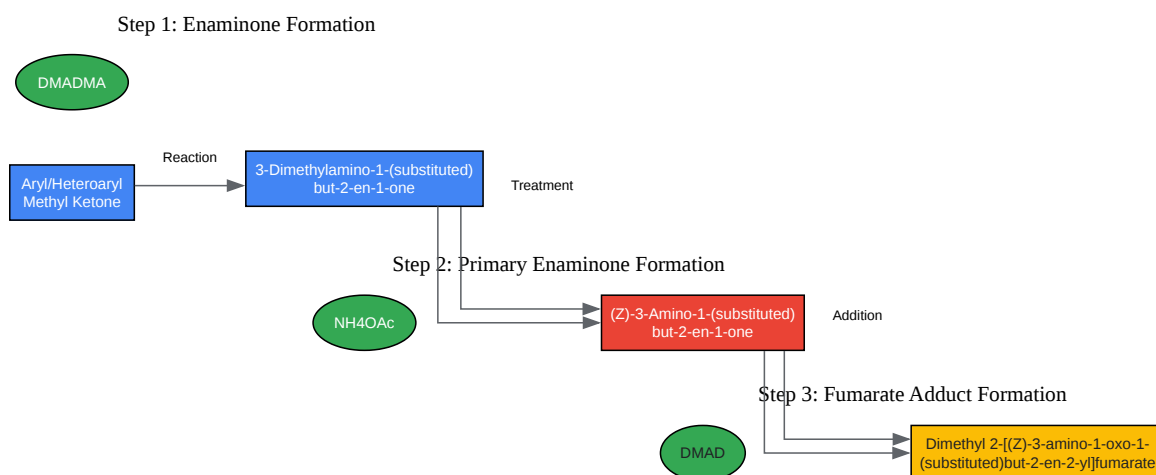 Step 1: Enaminone Formation
DMADMA
Reaction
Aryl/Heteroaryl
Methyl Ketone
3-Dimethylamino-1-(substituted)
but-2-en-1-one
Treatment
Step 2: Primary Enaminone Formation
NH4OAc
(Z)-3-Amino-1-(substituted)
but-2-en-1-one
Addition
Step 3: Fumarate Adduct Formation
DMAD
Dimethyl 2-[(Z)-3-amino-1-oxo-1-
(substituted)but-2-en-2-yl]fumarate